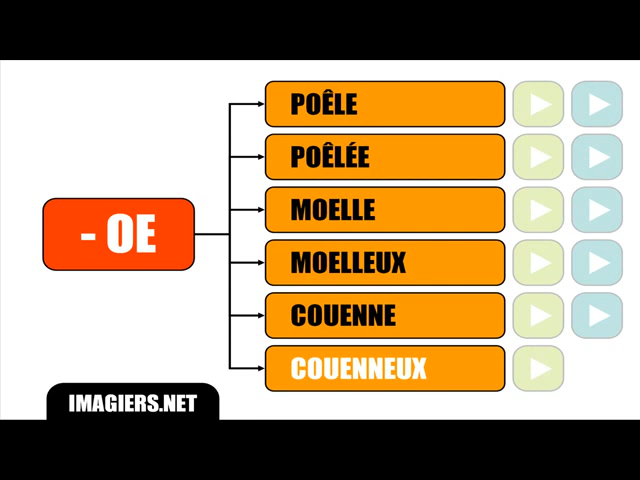 - OE
POÊLE
POÊLÉE
MOELLE
MOELLEUX
COUENNE
COUENNEUX
IMAGIERS.NET